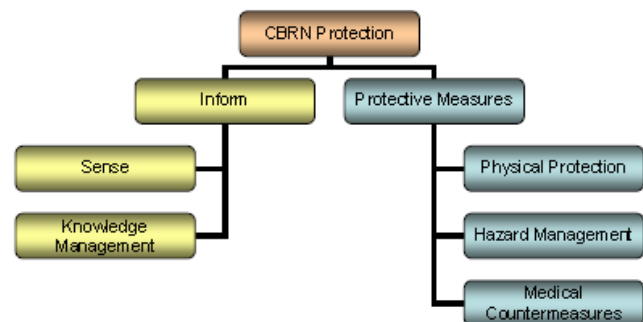 CBRN Protection
Inform
Protective Measures
Sense
Physical Protection
Knowledge
Management
Hazard Management
Medical
Countermeasures